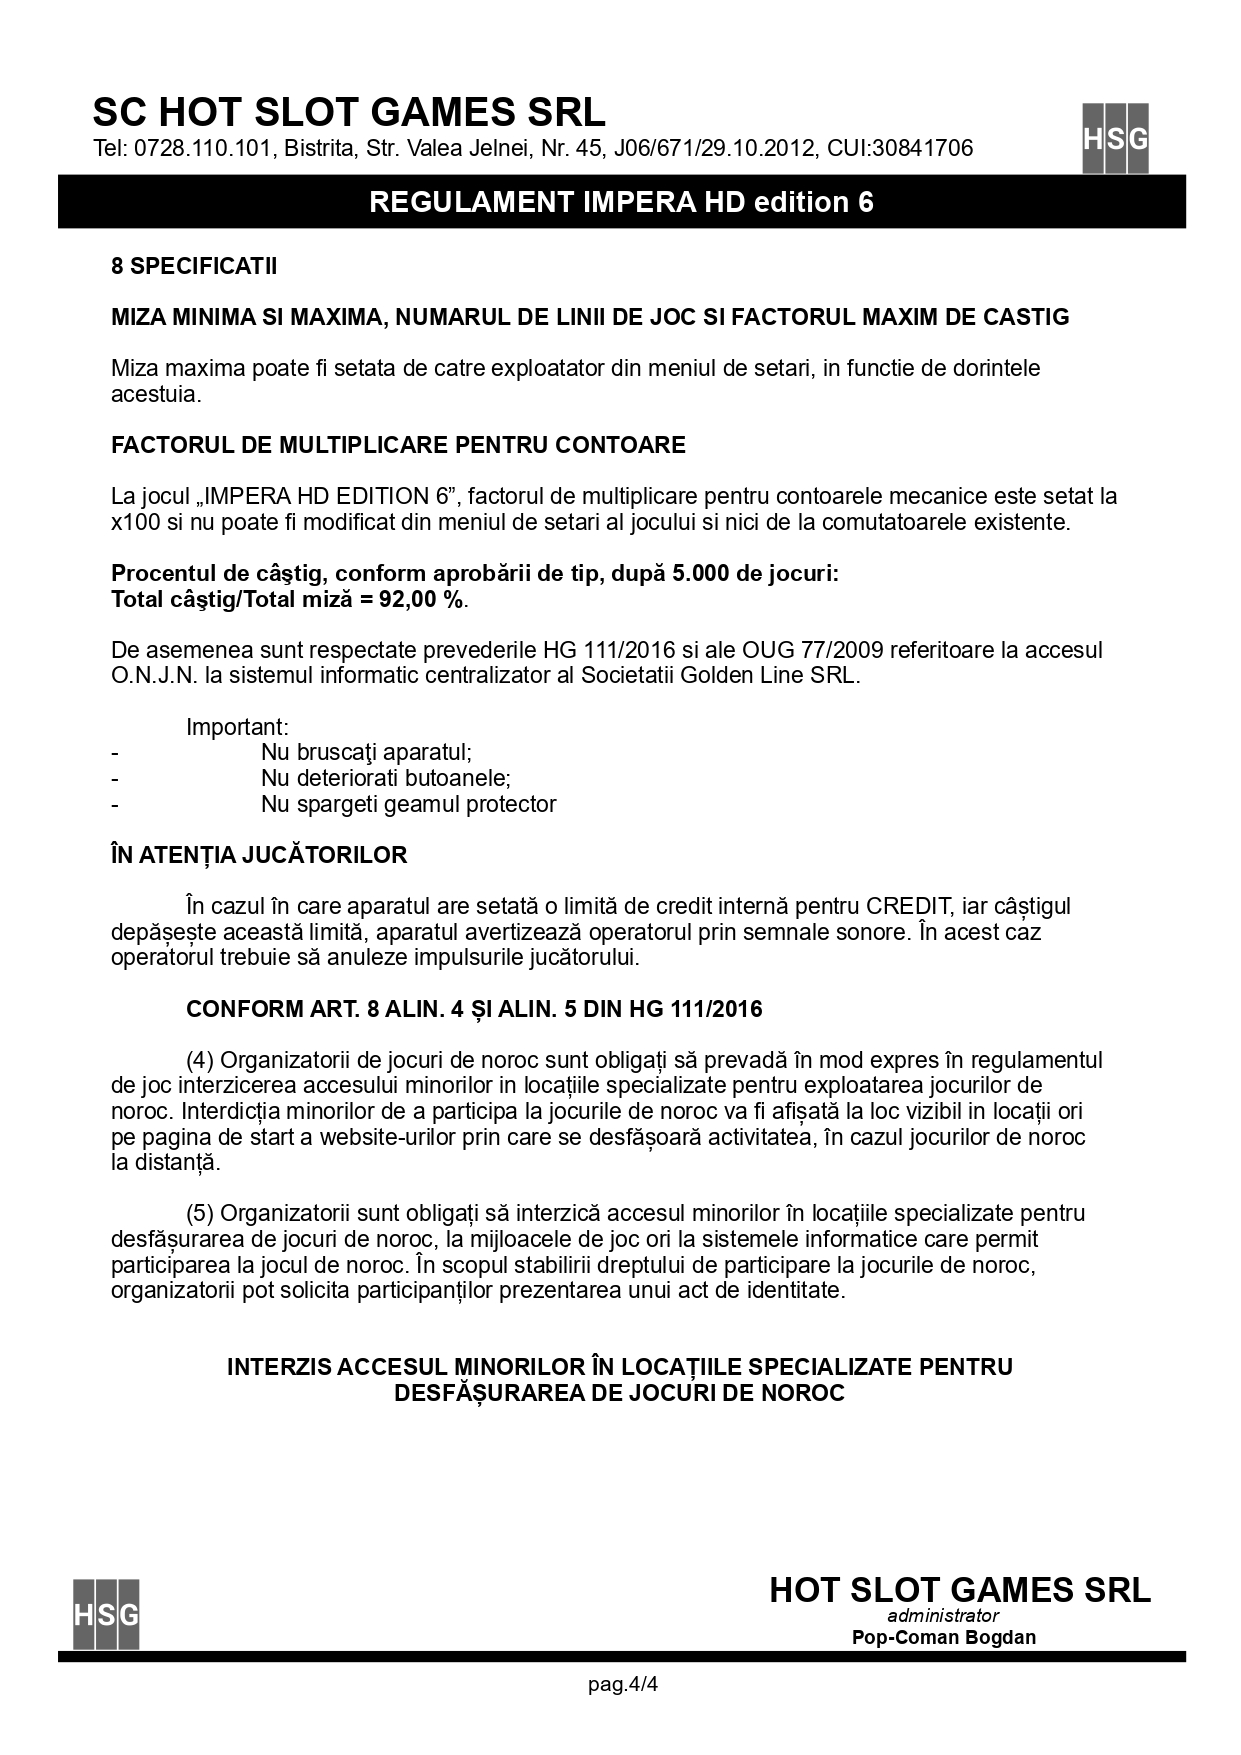 SC HOT SLOT GAMES SRL
Tel: 0728.110.101, Bistrita, Str. Valea Jelnei, Nr. 45, J06/671/29.10.2012, CUI:30841706
HSG
REGULAMENT IMPERA HD edition 6
8 SPECIFICATII
MIZA MINIMA SI MAXIMA, NUMARUL DE LINII DE JOC SI FACTORUL MAXIM DE CASTIG
Miza maxima poate fi setata de catre exploatator din meniul de setari, in functie de dorintele
acestuia.
FACTORUL DE MULTIPLICARE PENTRU CONTOARE
La jocul „IMPERA HD EDITION 6”, factorul de multiplicare pentru contoarele mecanice este setat la
x100 si nu poate fi modificat din meniul de setari al jocului si nici de la comutatoarele existente.
Procentul de câştig, conform aprobării de tip, după 5.000 de jocuri:
Total câştig/Total miză = 92,00 %.
De asemenea sunt respectate prevederile HG 111/2016 si ale OUG 77/2009 referitoare la accesul
O.N.J.N. la sistemul informatic centralizator al Societatii Golden Line SRL.
Important:
- Nu bruscaţi aparatul;
- Nu deteriorati butoanele;
- Nu spargeti geamul protector
ÎN ATENȚIA JUCĂTORILOR
În cazul în care aparatul are setată o limită de credit internă pentru CREDIT, iar câștigul
depășește această limită, aparatul avertizează operatorul prin semnale sonore. În acest caz
operatorul trebuie să anuleze impulsurile jucătorului.
CONFORM ART. 8 ALIN. 4 ȘI ALIN. 5 DIN HG 111/2016
(4) Organizatorii de jocuri de noroc sunt obligați să prevadă în mod expres în regulamentul
de joc interzicerea accesului minorilor in locațiile specializate pentru exploatarea jocurilor de
noroc. Interdicția minorilor de a participa la jocurile de noroc va fi afișată la loc vizibil in locații ori
pe pagina de start a website-urilor prin care se desfășoară activitatea, în cazul jocurilor de noroc
la distanță.
(5) Organizatorii sunt obligați să interzică accesul minorilor în locațiile specializate pentru
desfășurarea de jocuri de noroc, la mijloacele de joc ori la sistemele informatice care permit
participarea la jocul de noroc. În scopul stabilirii dreptului de participare la jocurile de noroc,
organizatorii pot solicita participanților prezentarea unui act de identitate.
INTERZIS ACCESUL MINORILOR ÎN LOCAȚIILE SPECIALIZATE PENTRU
DESFĂȘURAREA DE JOCURI DE NOROC
HSG
HOT SLOT GAMES SRL
administrator
Pop-Coman Bogdan
pag.4/4